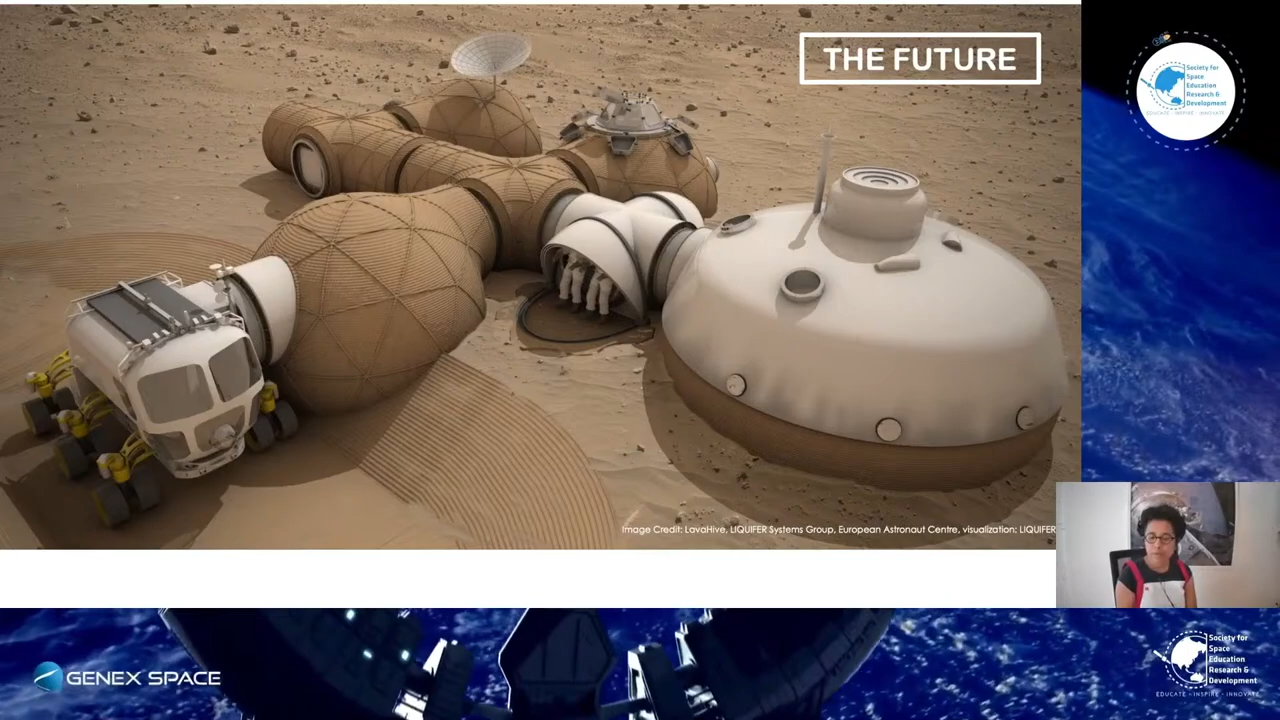 THE FUTURE
Society for
Space
Education
Research &
Development
EDUCATE - INSPIRE - INNOVATE
Image Credit: LavaHive, LIQUIFER Systems Group, European Astronaut Centre, visualization: LIQUIFER
GENEX SPACE
Society for
Space
Education
Research &
Development
EDUCATE - INSPIRE - INNOVATE